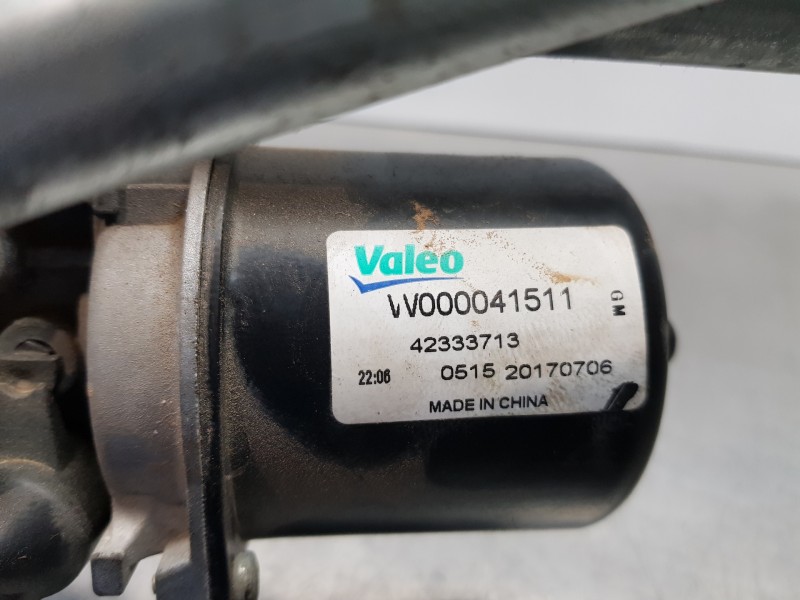 Valeo
W000041511
GM
42333713
22:06 0515 20170706
MADE IN CHINA